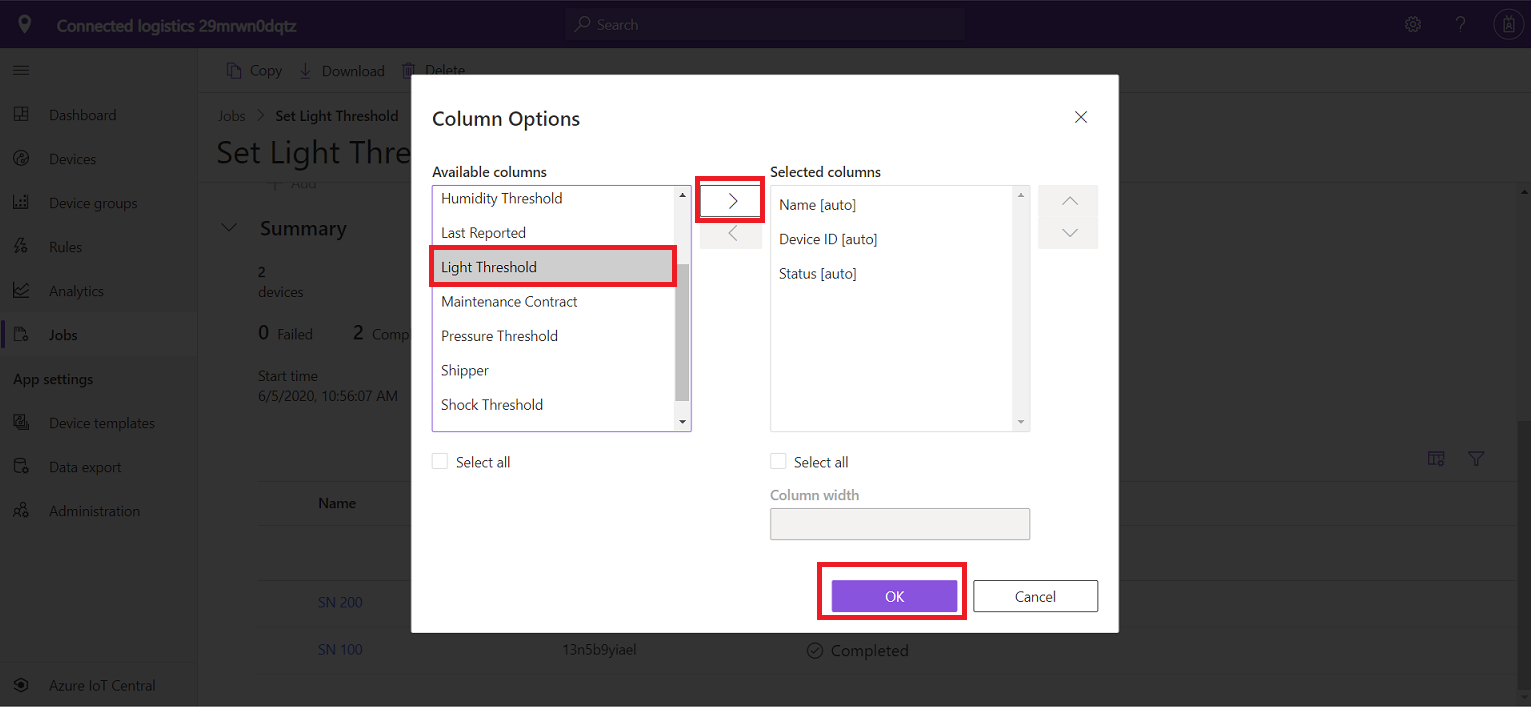 Connected logistics 29mrwn0dqtz
Search
Copy
Download
Delete
Dashboard
Devices
Device groups
Rules
Analytics
Jobs
App settings
Device templates
Data export
Administration
Azure IoT Central
Jobs > Set Light Threshold
Set Light Thre
Add
Summary
2
devices
0 Failed
2 Comp
Start time
6/5/2020, 10:56:07 AM
Name
SN 200
SN 100
13n5b9yiael
Completed
Column Options
Available columns
Humidity Threshold
Last Reported
Light Threshold
Maintenance Contract
Pressure Threshold
Shipper
Shock Threshold
Select all
Selected columns
Name [auto]
Device ID [auto]
Status [auto]
Select all
Column width
OK
Cancel